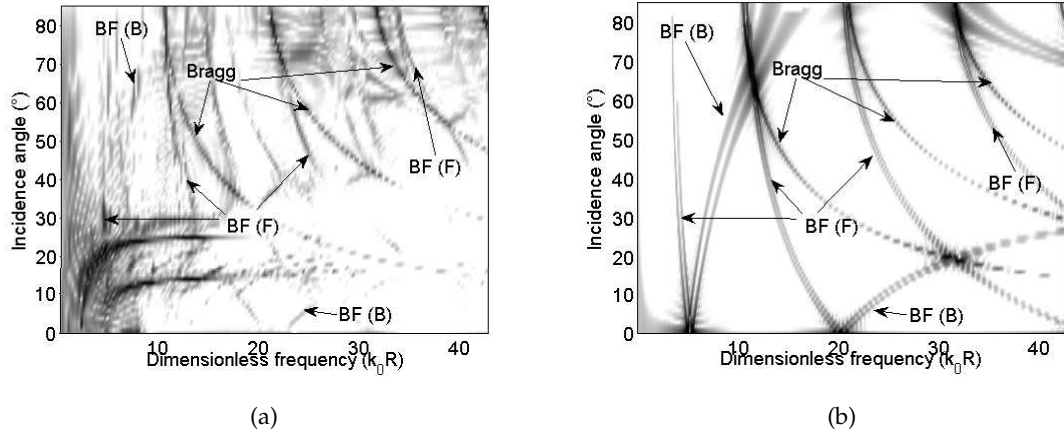 80
70
60
50
40
30
20
10
0
Incidence angle (°)
BF (B)
Bragg
BF (F)
BF (F)
BF (B)
10
20
30
40
Dimensionless frequency (k₀R)
(a)
80
70
60
50
40
30
20
10
0
Incidence angle (°)
BF (B)
Bragg
BF (F)
BF (F)
BF (B)
10
20
30
40
Dimensionless frequency (k₀R)
(b)